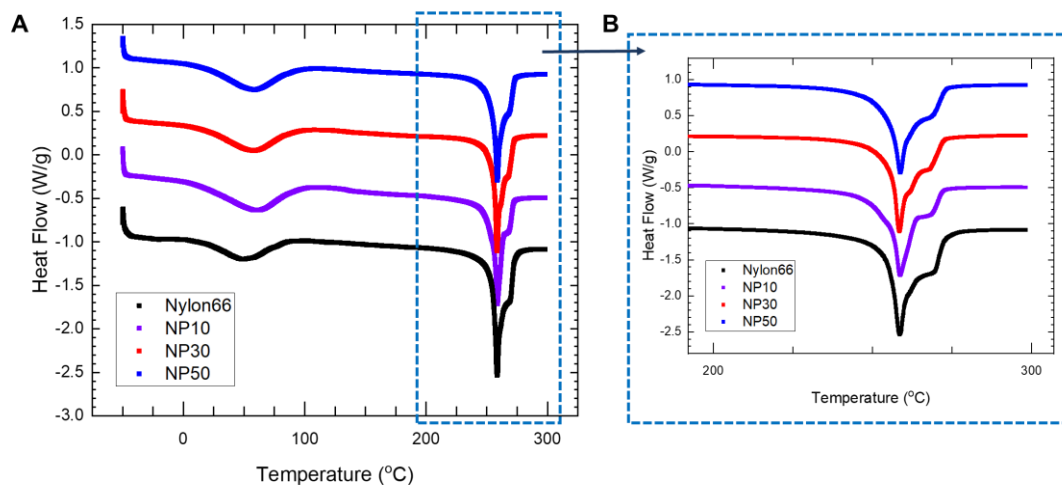 A
Heat Flow (W/g)
1.5
1.0
0.5
0.0
-0.5
-1.0
-1.5
-2.0
-2.5
-3.0
Nylon66
NP10
NP30
NP50
0
100
200
300
Temperature (°C)
B
Heat Flow (W/g)
1.0
0.5
0.0
-0.5
-1.0
-1.5
-2.0
-2.5
Nylon66
NP10
NP30
NP50
200
300
Temperature (°C)